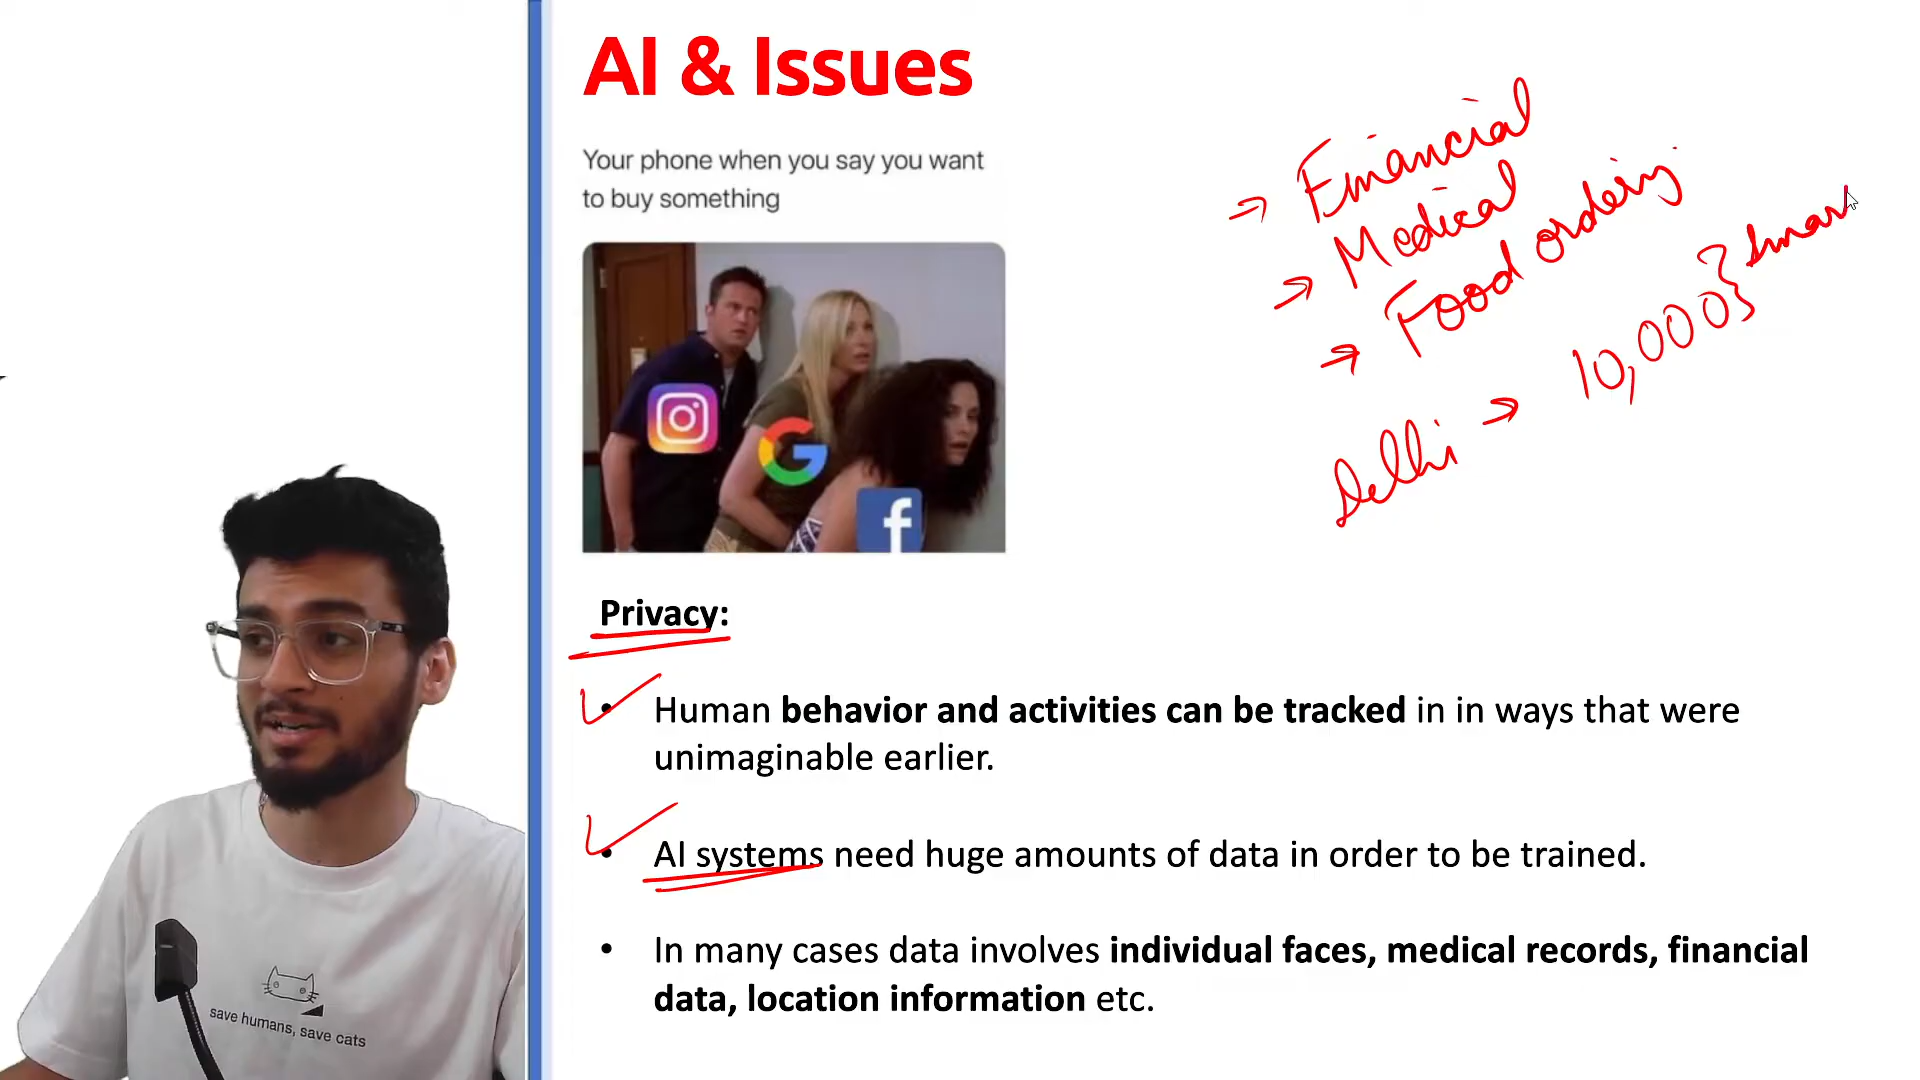 AI & Issues
Your phone when you say you want
to buy something
→ Financial
→ Medical
→ Food ordering
Delhi → 10,000} smar
Privacy:
• Human behavior and activities can be tracked in in ways that were
unimaginable earlier.
• AI systems need huge amounts of data in order to be trained.
• In many cases data involves individual faces, medical records, financial
data, location information etc.
save humans, save cats